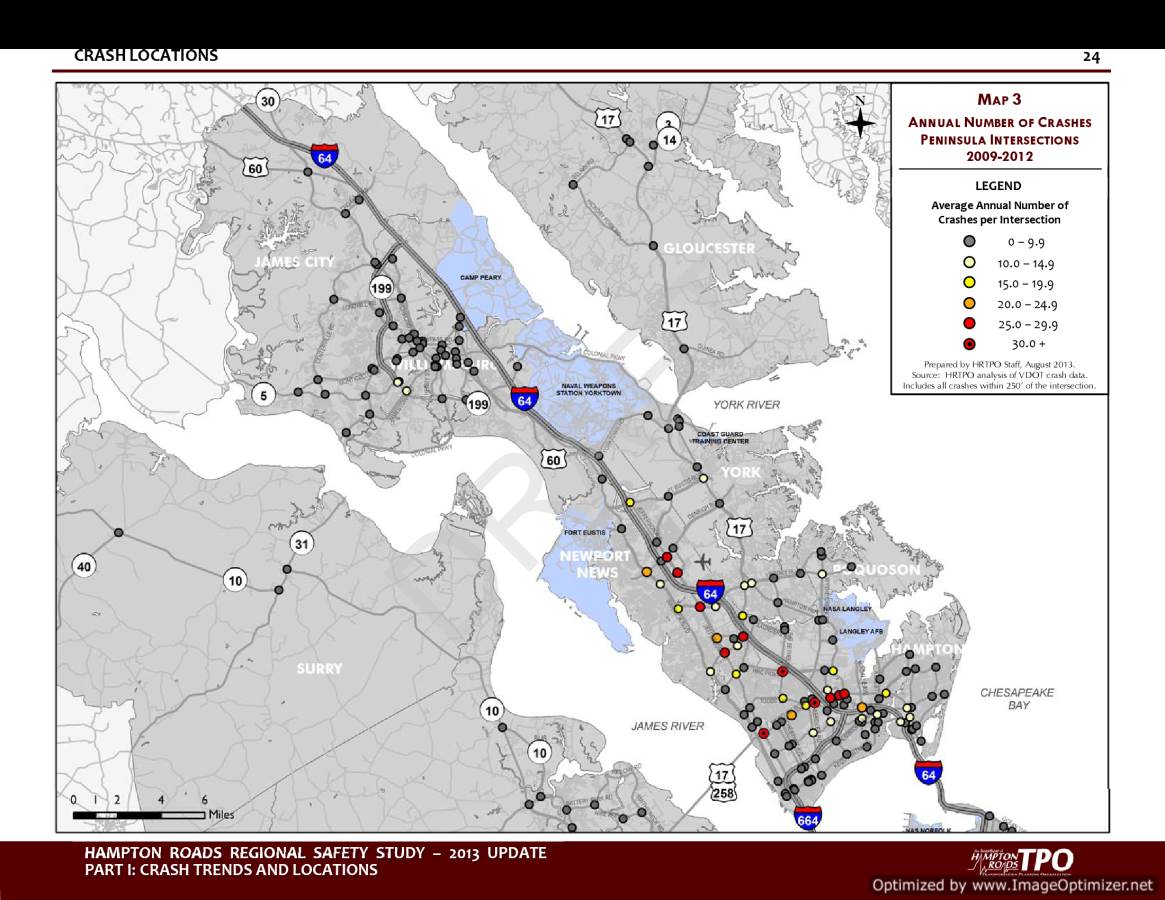 CRASH LOCATIONS
24
MAP 3
ANNUAL NUMBER OF CRASHES
PENINSULA INTERSECTIONS
2009-2012
LEGEND
Average Annual Number of
Crashes per Intersection
0 – 9.9
10.0 – 14.9
15.0 – 19.9
20.0 – 24.9
25.0 – 29.9
30.0 +
Prepared by HRTPO Staff, August 2013.
Source: HRTPO analysis of VDOT crash data.
Includes all crashes within 250' of the intersection.
N
30
17
3
14
64
60
GLOUCESTER
JAMES CITY
CAMP PEARY
199
17
COLONIAL PKWY
NAVAL WEAPONS
STATION YORKTOWN
5
199
64
YORK RIVER
COAST GUARD
TRAINING CENTER
COLONIAL PKWY
60
YORK
17
FORT EUSTIS
NEWPORT
NEWS
31
40
10
64
NASA LANGLEY
LANGLEY AFB
HAMPTON
SURRY
CHESAPEAKE
BAY
10
JAMES RIVER
10
17
258
64
664
NAS NORFOLK
0 1 2 4 6
Miles
DRAFT
HAMPTON ROADS REGIONAL SAFETY STUDY – 2013 UPDATE
PART I: CRASH TRENDS AND LOCATIONS
HAMPTON
ROADS
TPO
Optimized by www.ImageOptimizer.net